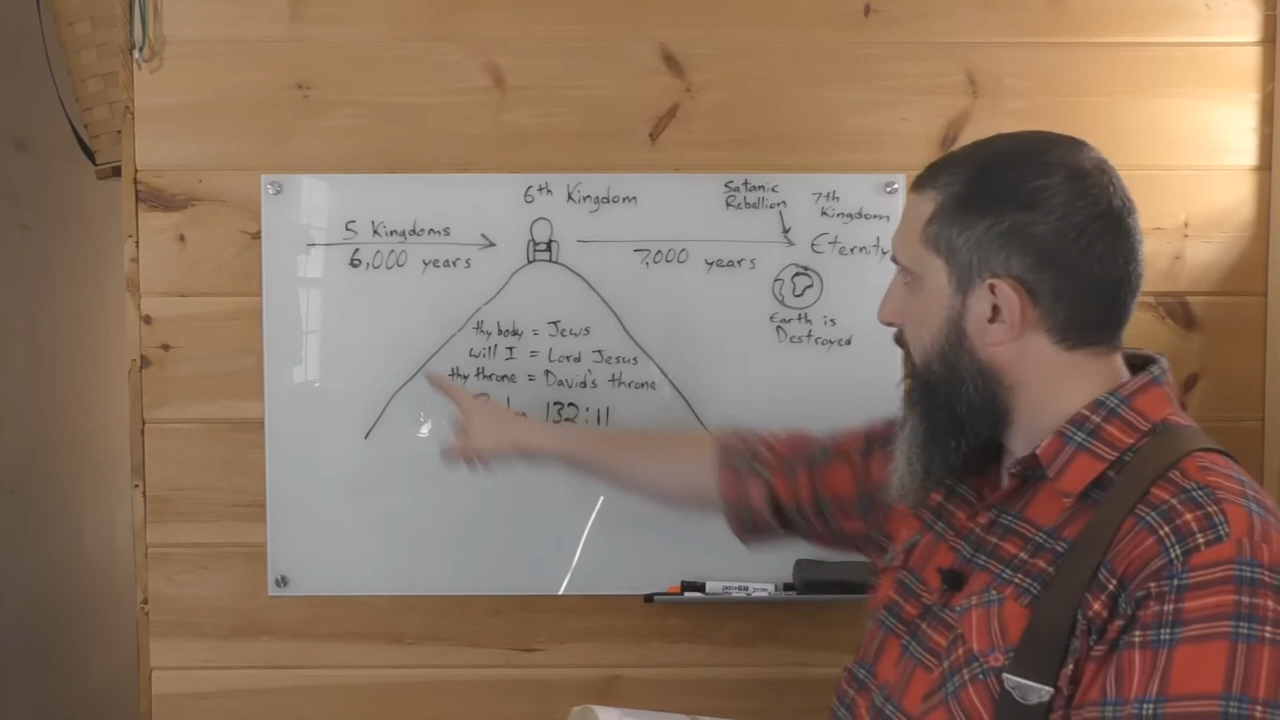 6th Kingdom
5 Kingdoms
6,000 years
7,000 years
Satanic
Rebellion
7th
Kingdom
Eternity
Earth is
Destroyed
thy body = Jews
will I = Lord Jesus
thy throne = David's throne
132:11